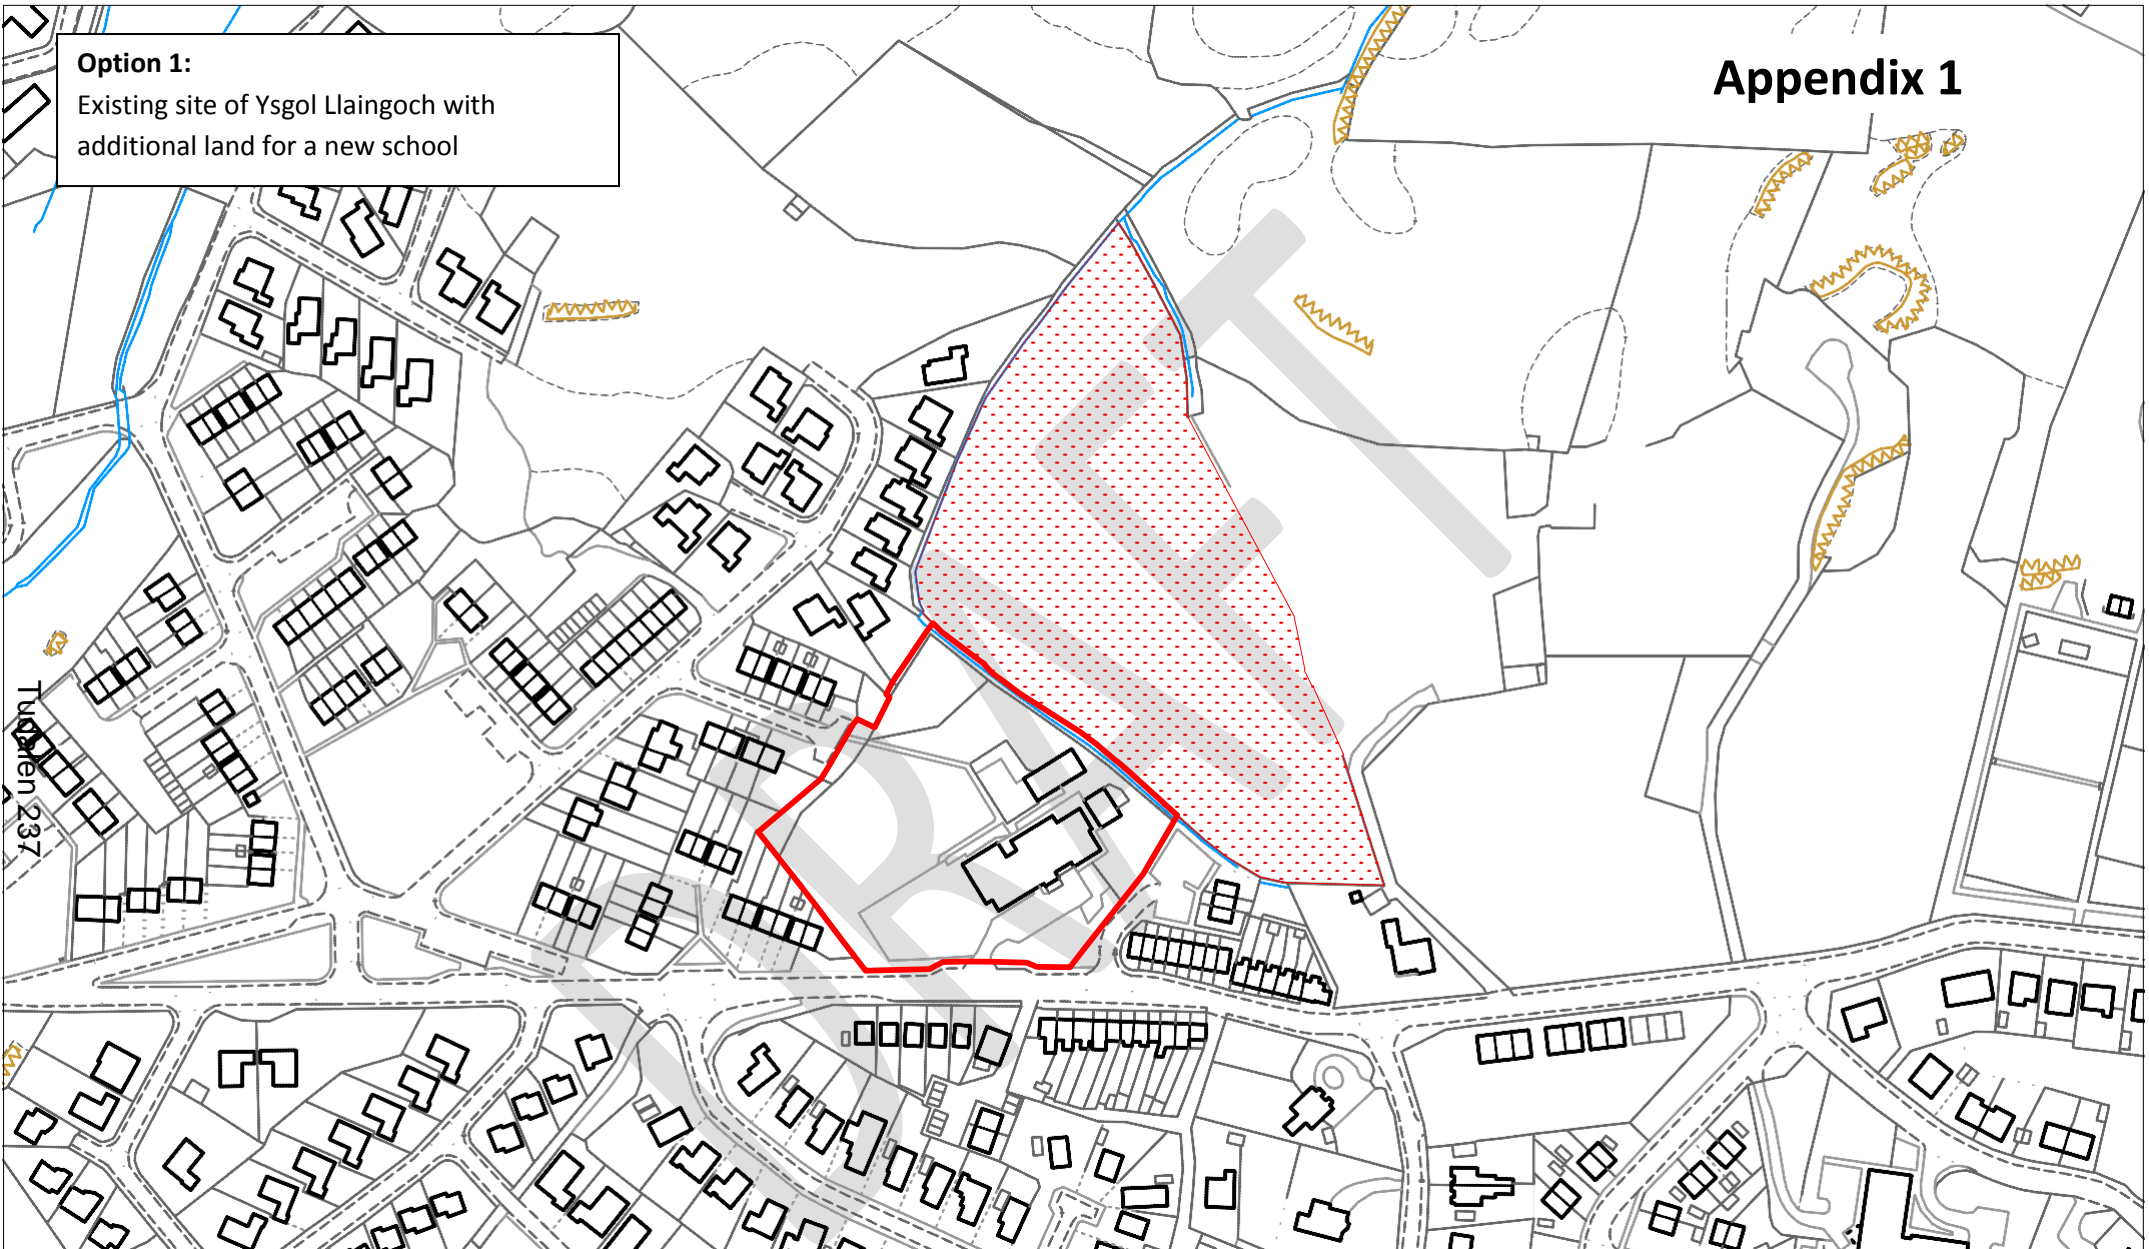 Option 1:
Existing site of Ysgol Llaingoch with
additional land for a new school
Appendix 1
DRAFT
Tudalen 237